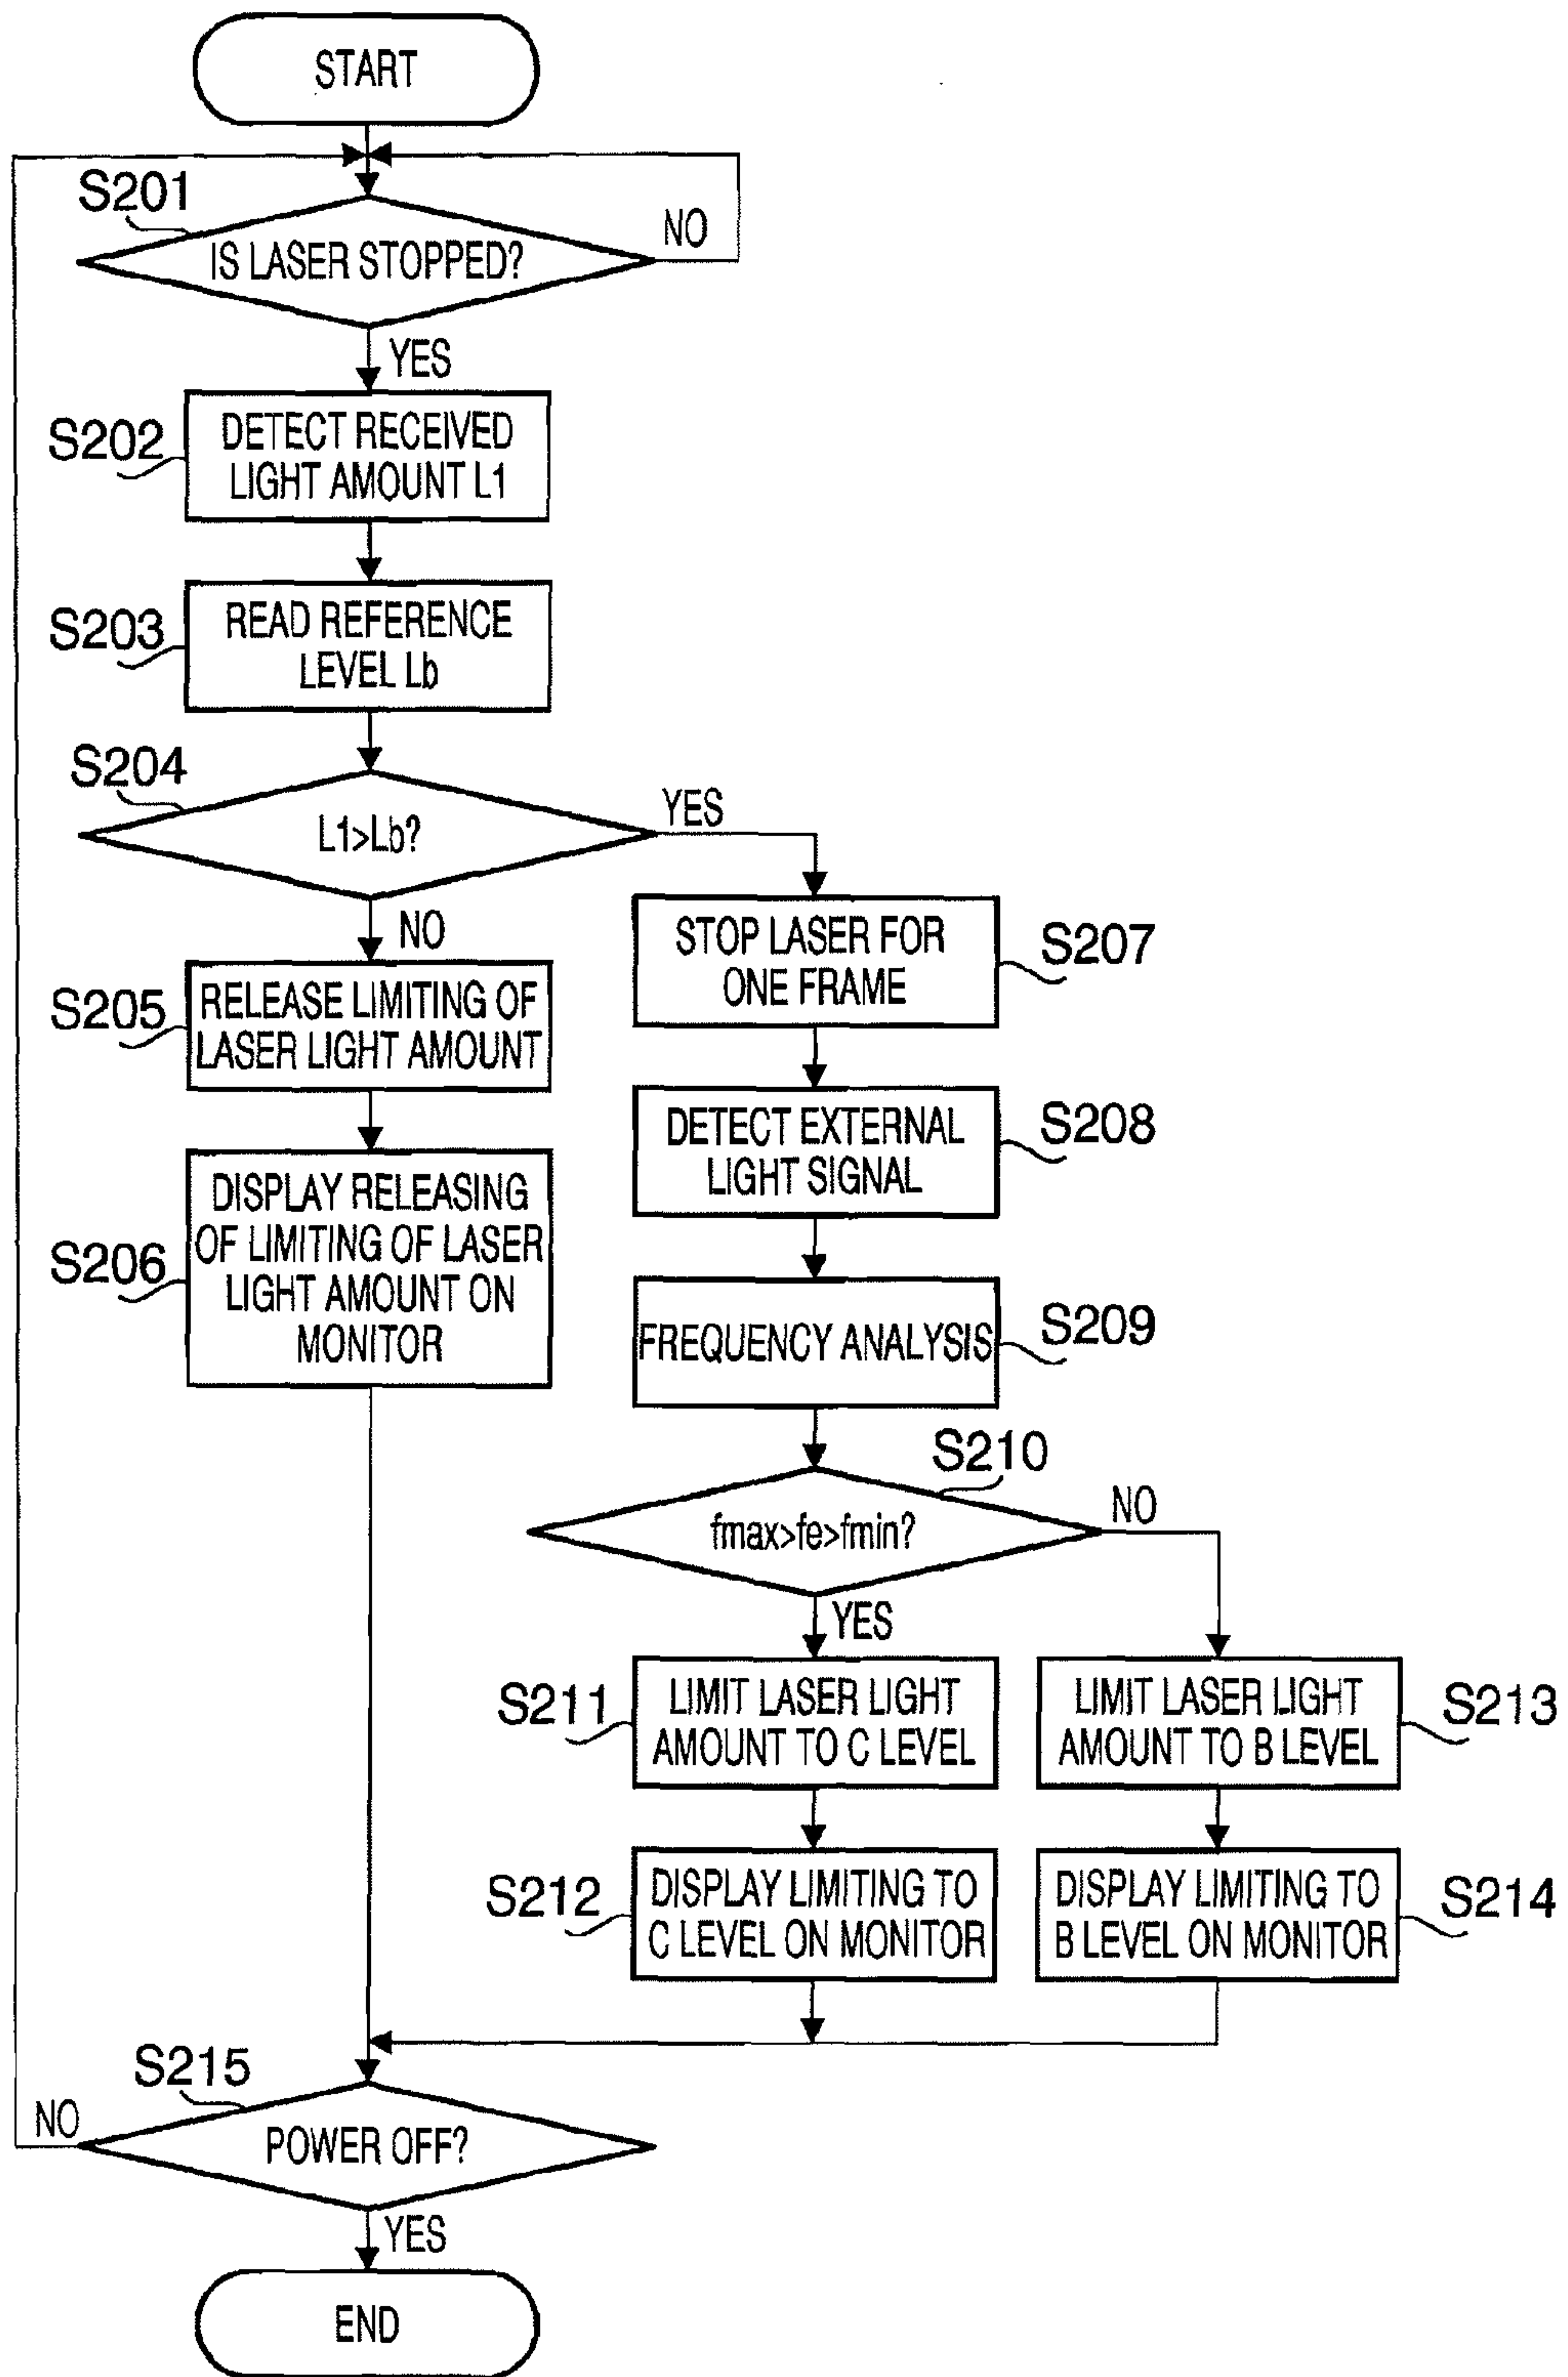 START
S201
IS LASER STOPPED?
NO
YES
S202
DETECT RECEIVED
LIGHT AMOUNT L1
S203
READ REFERENCE
LEVEL Lb
S204
L1>Lb?
YES
NO
S205
RELEASE LIMITING OF
LASER LIGHT AMOUNT
S206
DISPLAY RELEASING
OF LIMITING OF LASER
LIGHT AMOUNT ON
MONITOR
STOP LASER FOR
ONE FRAME
S207
DETECT EXTERNAL
LIGHT SIGNAL
S208
FREQUENCY ANALYSIS
S209
S210
fmax>fe>fmin?
NO
YES
S211
LIMIT LASER LIGHT
AMOUNT TO C LEVEL
S212
DISPLAY LIMITING TO
C LEVEL ON MONITOR
LIMIT LASER LIGHT
AMOUNT TO B LEVEL
S213
DISPLAY LIMITING TO
B LEVEL ON MONITOR
S214
S215
NO
POWER OFF?
YES
END